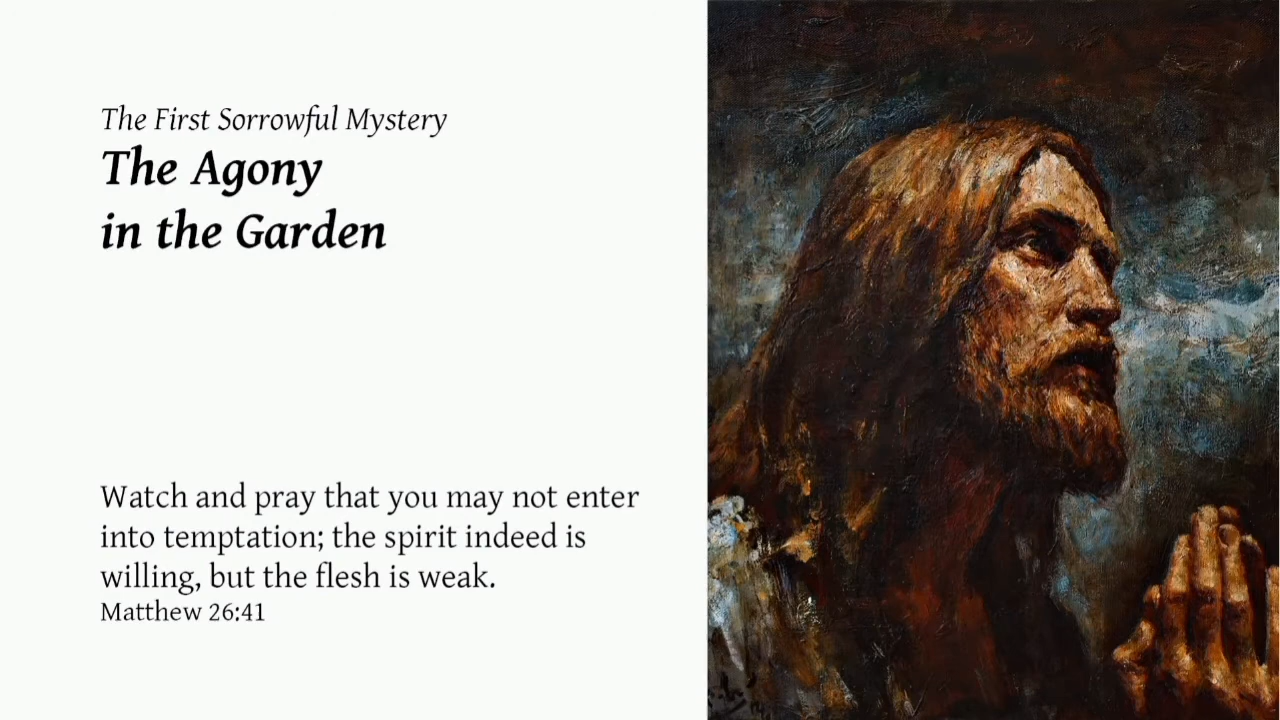 The First Sorrowful Mystery
The Agony
in the Garden
Watch and pray that you may not enter
into temptation; the spirit indeed is
willing, but the flesh is weak.
Matthew 26:41